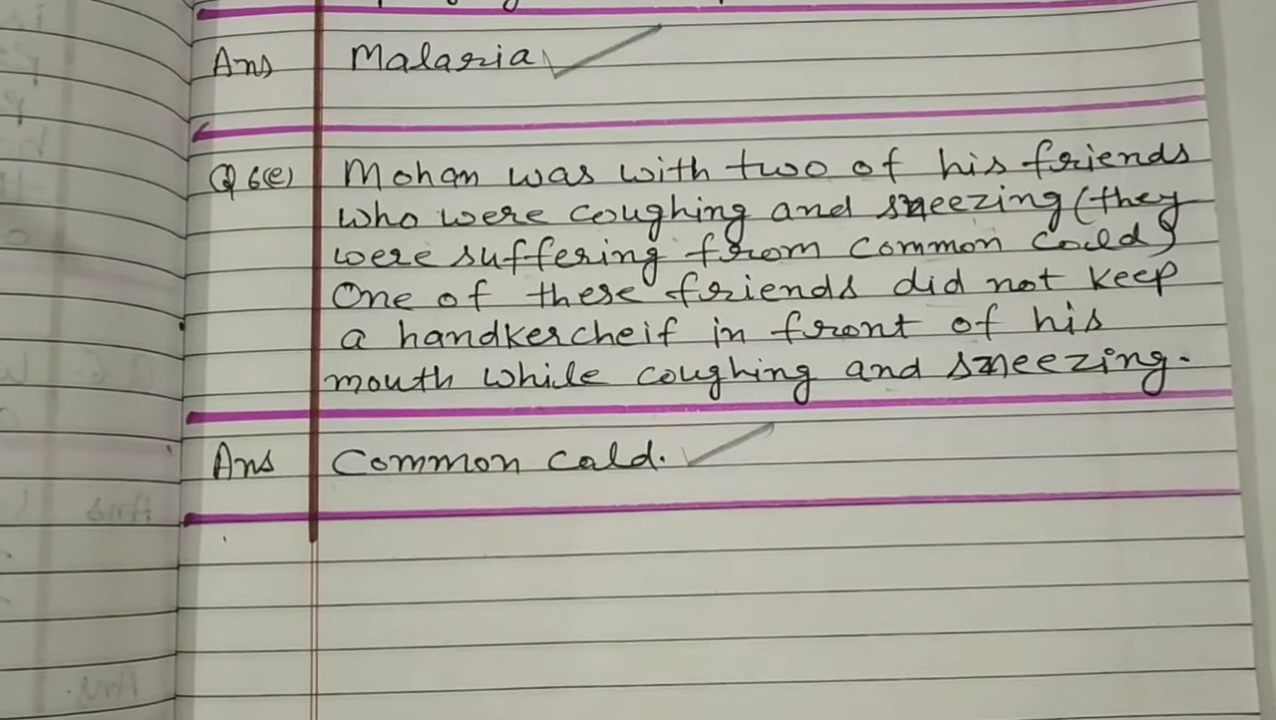 Ans Malaria
Q 6(e) Mohan was with two of his friends
who were coughing and sneezing (they
were suffering from common cold)
One of these friends did not keep
a handkercheif in front of his
mouth while coughing and sneezing.
Ans Common cold.